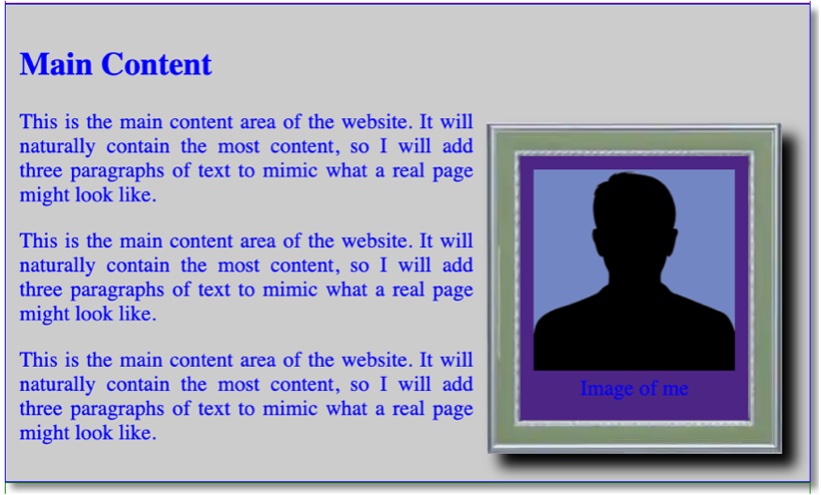 Main Content
This is the main content area of the website. It will
naturally contain the most content, so I will add
three paragraphs of text to mimic what a real page
might look like.
This is the main content area of the website. It will
naturally contain the most content, so I will add
three paragraphs of text to mimic what a real page
might look like.
This is the main content area of the website. It will
naturally contain the most content, so I will add
three paragraphs of text to mimic what a real page
might look like.
Image of me